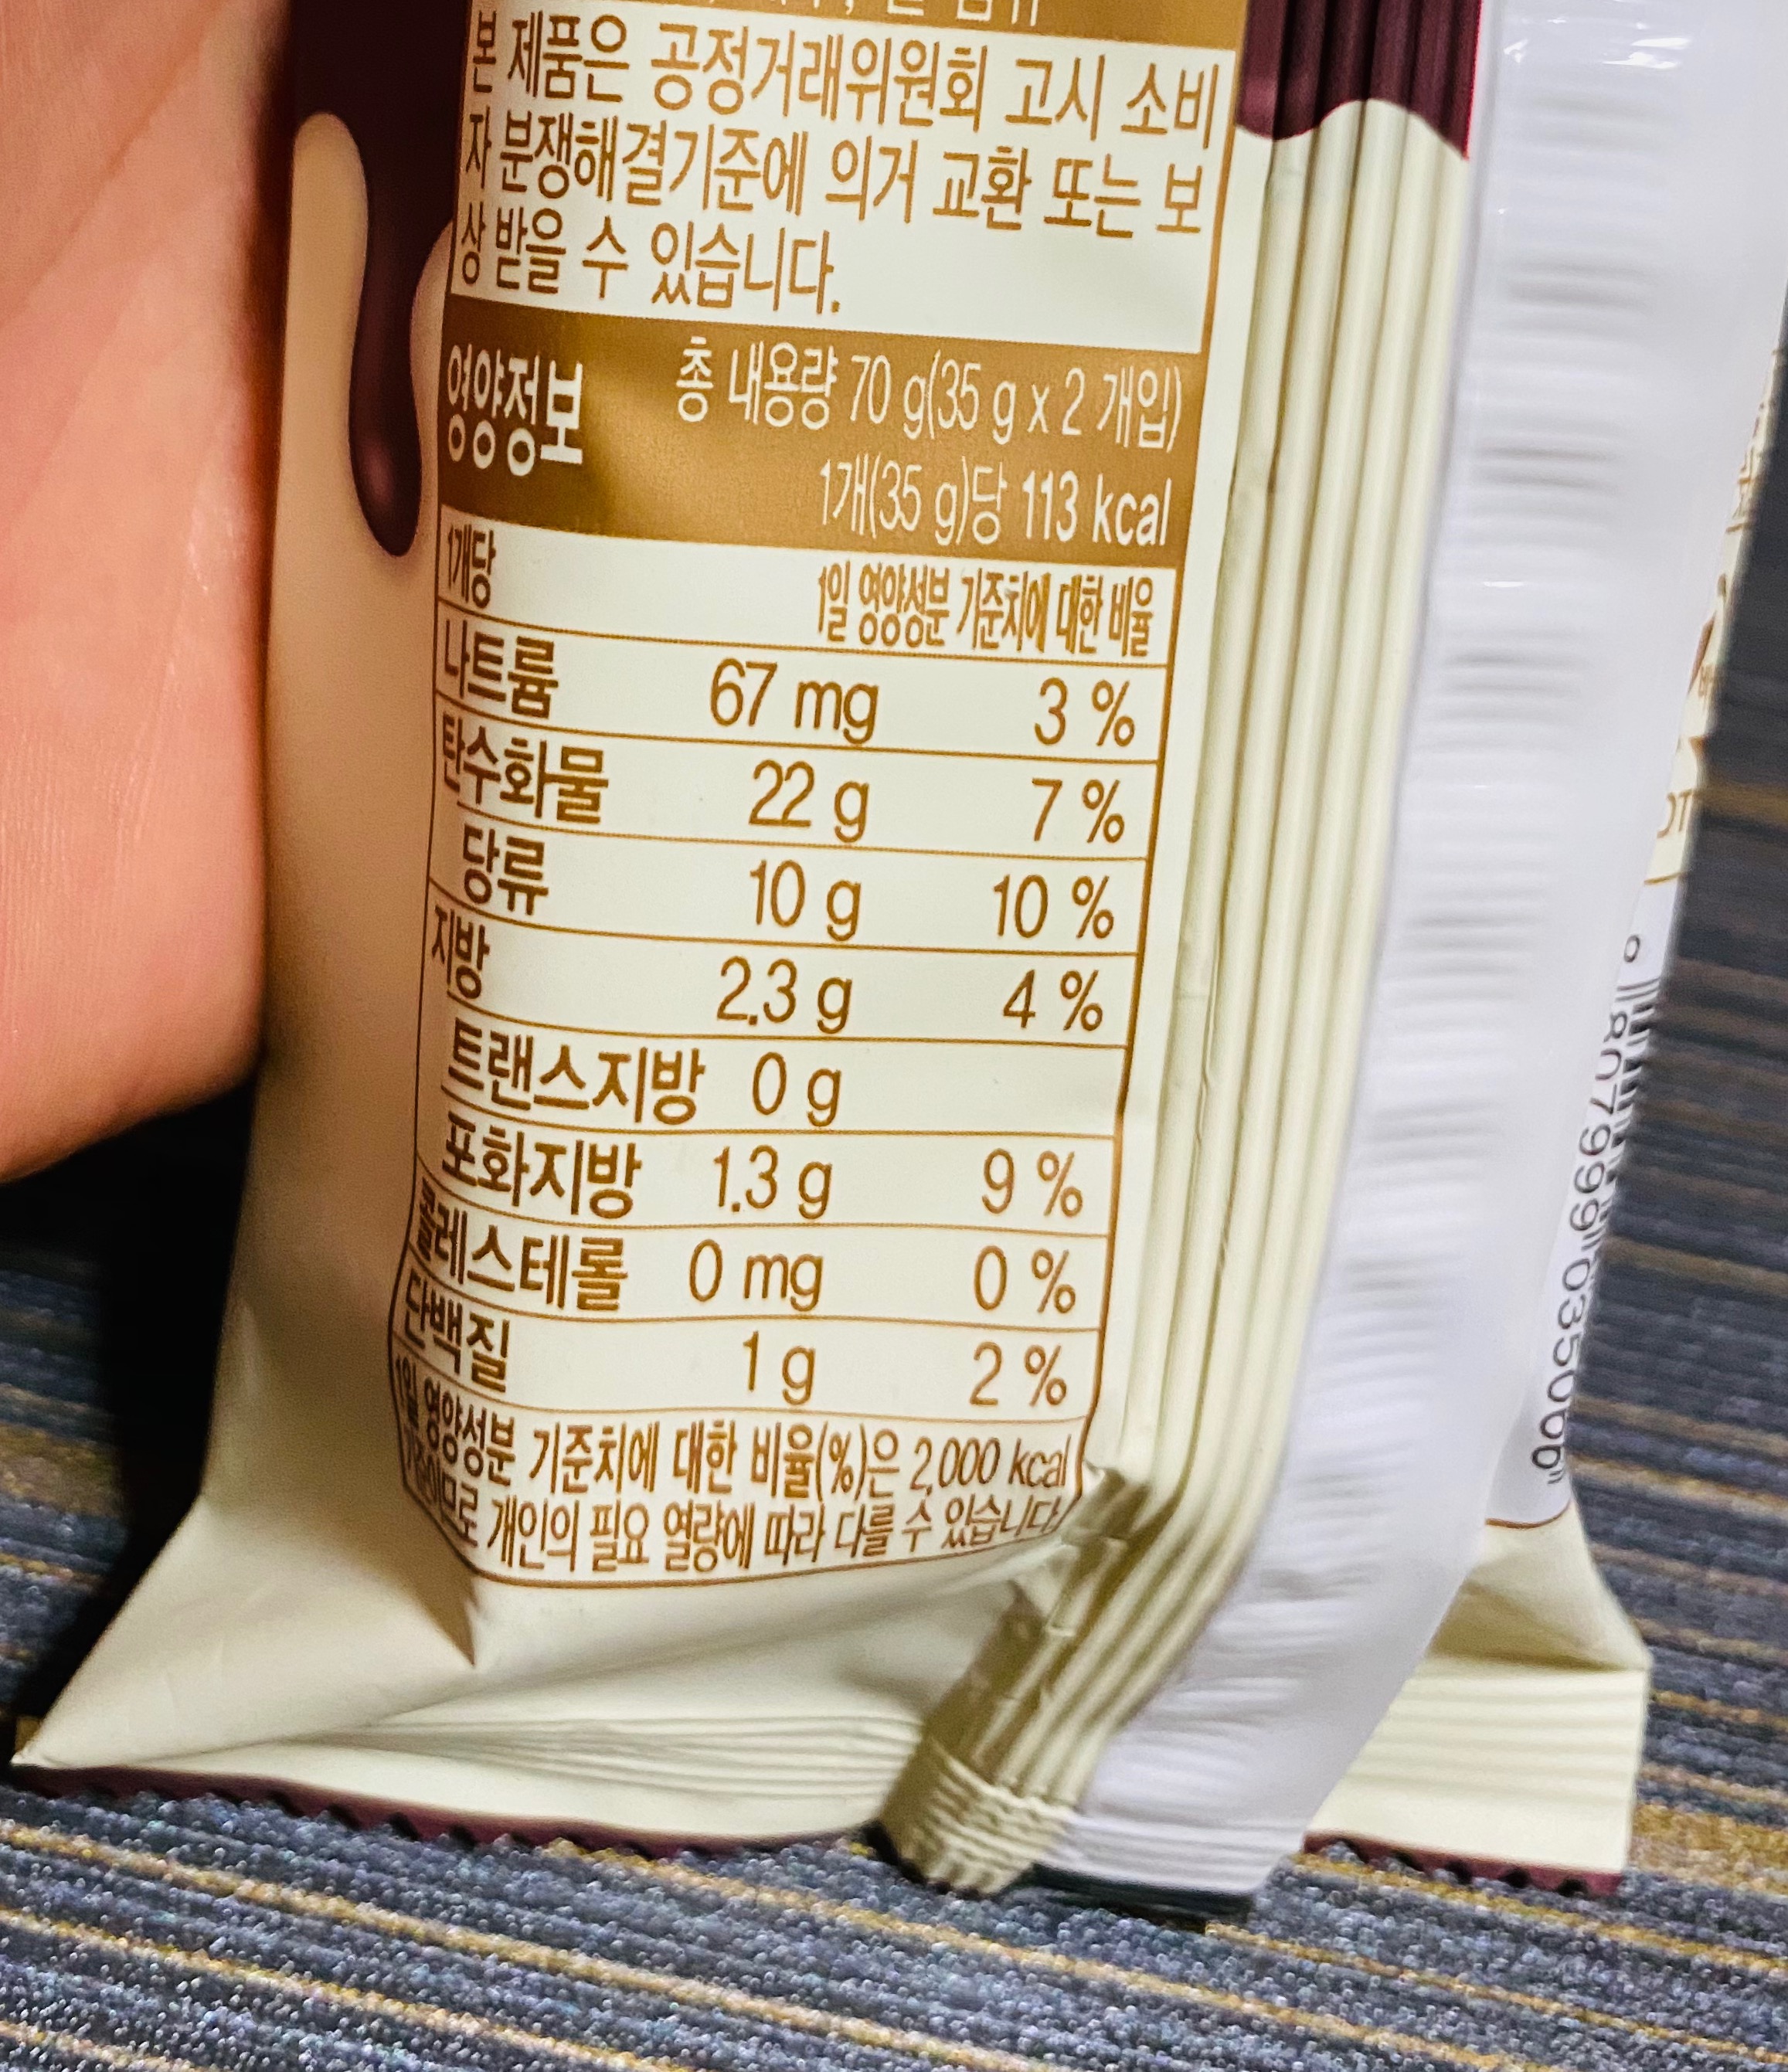 본 제품은 공정거래위원회 고시 소비
자 분쟁해결기준에 의거 교환 또는 보
상 받을 수 있습니다.
영양정보 총 내용량 70 g(35 g x 2 개입)
1개(35 g)당 113 kcal
1개당 1일 영양성분 기준치에 대한 비율
나트륨 67 mg 3 %
탄수화물 22 g 7 %
당류 10 g 10 %
지방 2.3 g 4 %
트랜스지방 0 g
포화지방 1.3 g 9 %
콜레스테롤 0 mg 0 %
단백질 1 g 2 %
1일 영양성분 기준치에 대한 비율(%)은 2,000 kcal
기준이므로 개인의 필요 열량에 따라 다를 수 있습니다.